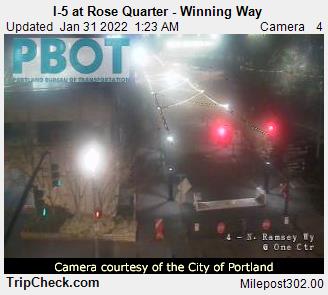 I-5 at Rose Quarter - Winning Way
Updated Jan 31 2022 1:23 AM Camera 4
PBOT
PORTLAND BUREAU OF TRANSPORTATION
4 - N. Ramsey Wy
@ One Ctr
Camera courtesy of the City of Portland
TripCheck.com Milepost302.00